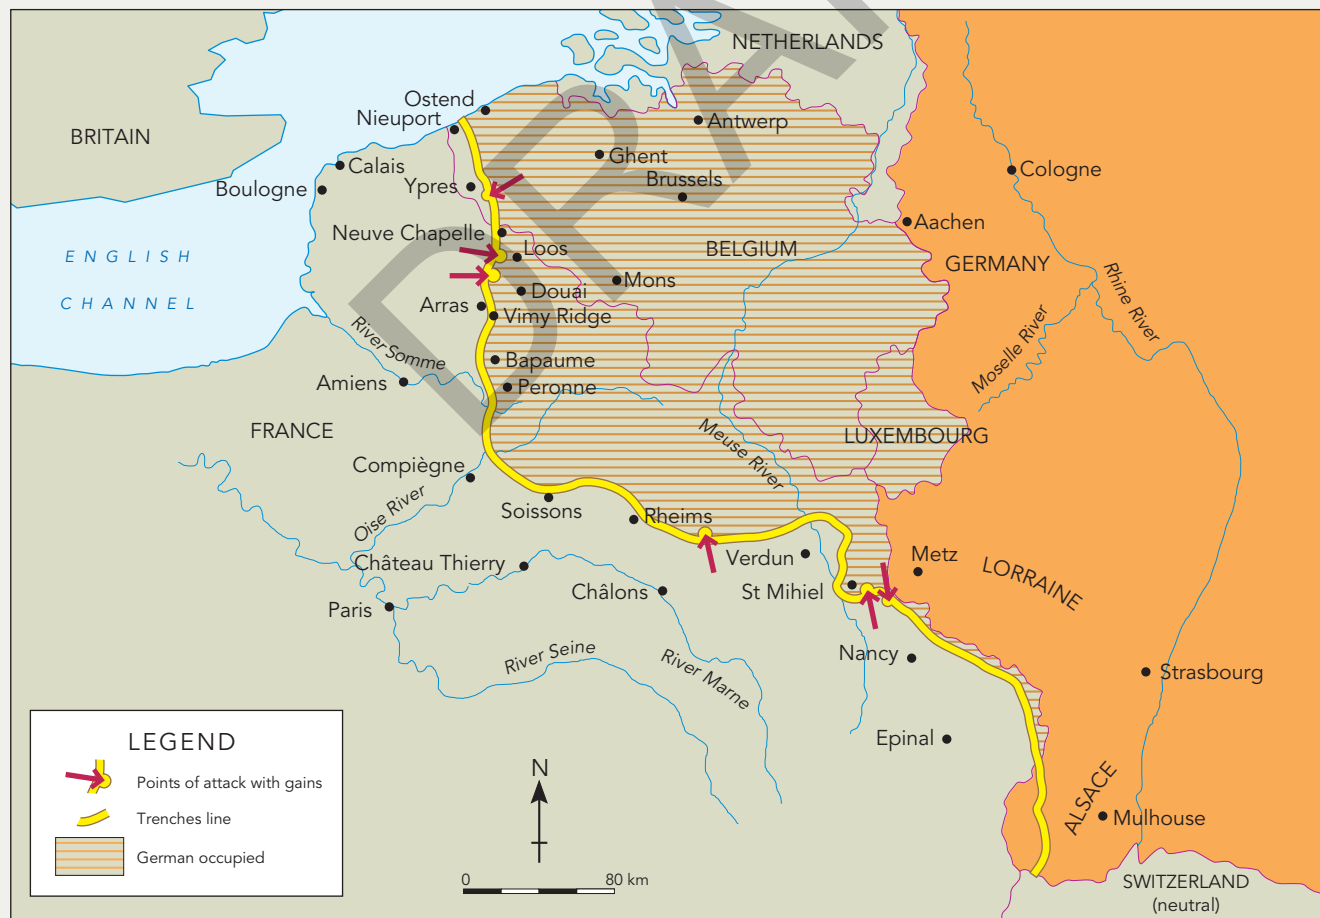 DRA
NETHERLANDS
BRITAIN
Ostend
Nieuport
Antwerp
Calais
Ghent
Cologne
Boulogne
Ypres
Brussels
Aachen
Neuve Chapelle
Loos
BELGIUM
ENGLISH
CHANNEL
GERMANY
Mons
Douai
Rhine River
Arras
Vimy Ridge
Moselle River
River Somme
Bapaume
Amiens
Peronne
FRANCE
LUXEMBOURG
Meuse River
Compiègne
Oise River
Soissons
Rheims
Verdun
Metz
Château Thierry
LORRAINE
Châlons
St Mihiel
Paris
River Seine
Nancy
River Marne
Strasbourg
Epinal
ALSACE
Mulhouse
SWITZERLAND
(neutral)
LEGEND
Points of attack with gains
Trenches line
German occupied
N
0 80 km